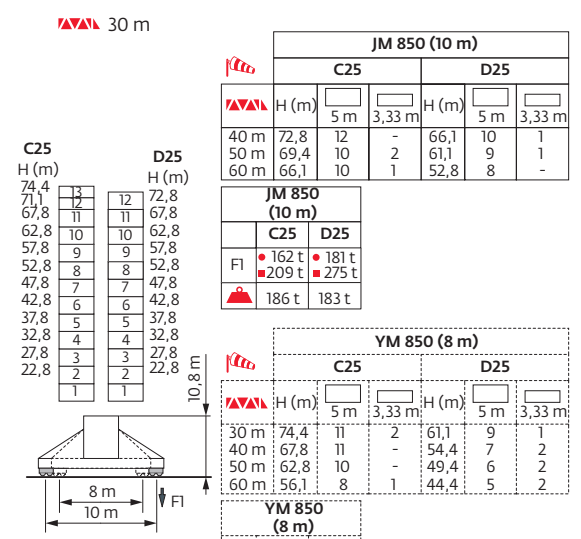 30 m
JM 850 (10 m)
C25 D25
H (m) 5 m 3,33 m H (m) 5 m 3,33 m
40 m 72,8 12 - 66,1 10 1
50 m 69,4 10 2 61,1 9 1
60 m 66,1 10 1 52,8 8 -
C25
H (m)
D25
H (m)
74,4 13
71,1 12 12 72,8
67,8 11 11 67,8
62,8 10 10 62,8
57,8 9 9 57,8
52,8 8 8 52,8
47,8 7 7 47,8
42,8 6 6 42,8
37,8 5 5 37,8
32,8 4 4 32,8
27,8 3 3 27,8
22,8 2 2 22,8
1 1
10,8 m
8 m
10 m
F1
JM 850
(10 m)
C25 D25
F1 162 t 181 t
209 t 275 t
186 t 183 t
YM 850 (8 m)
C25 D25
H (m) 5 m 3,33 m H (m) 5 m 3,33 m
30 m 74,4 11 2 61,1 9 1
40 m 67,8 11 - 54,4 7 2
50 m 62,8 10 - 49,4 6 2
60 m 56,1 8 1 44,4 5 2
YM 850
(8 m)